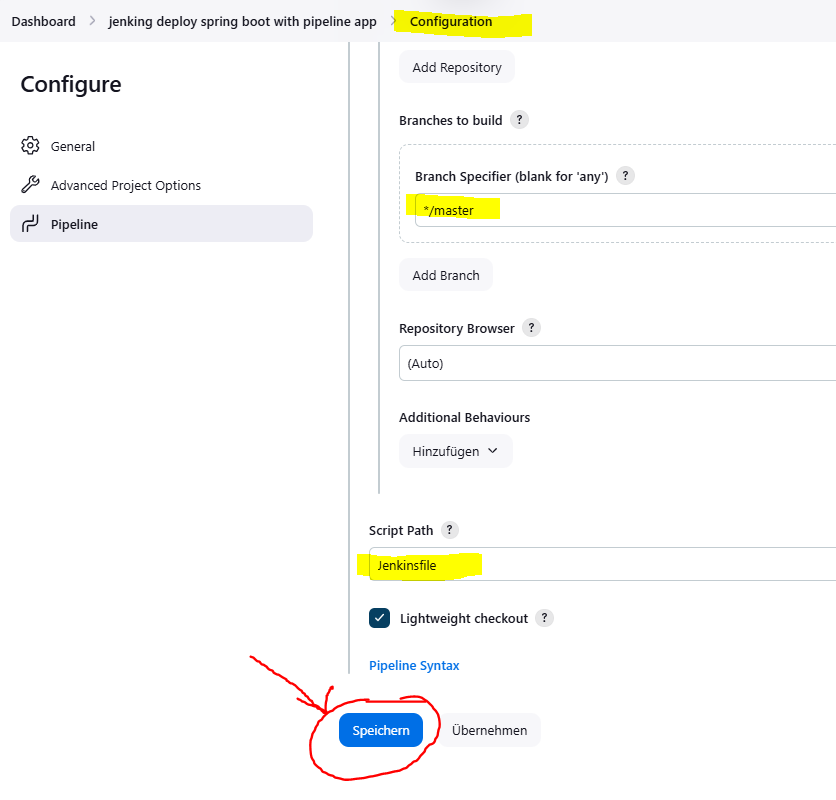 Dashboard > jenking deploy spring boot with pipeline app > Configuration
Configure
General
Advanced Project Options
Pipeline
Add Repository
Branches to build ?
Branch Specifier (blank for 'any') ?
*/master
Add Branch
Repository Browser ?
(Auto)
Additional Behaviours
Hinzufügen
Script Path ?
Jenkinsfile
Lightweight checkout ?
Pipeline Syntax
Speichern Übernehmen